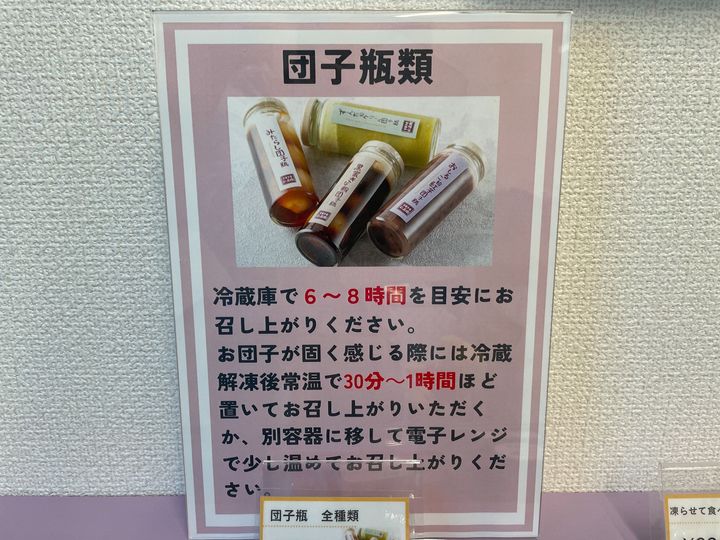 団子瓶類
みたらし団子瓶
冷蔵庫で6～8時間を目安にお
召し上がりください。
お団子が固く感じる際には冷蔵
解凍後常温で30分～1時間ほど
置いてお召し上がりいただく
か、別容器に移して電子レンジ
で少し温めてお召し上がりくだ
さい。
団子瓶　全種類
凍らせて食べ